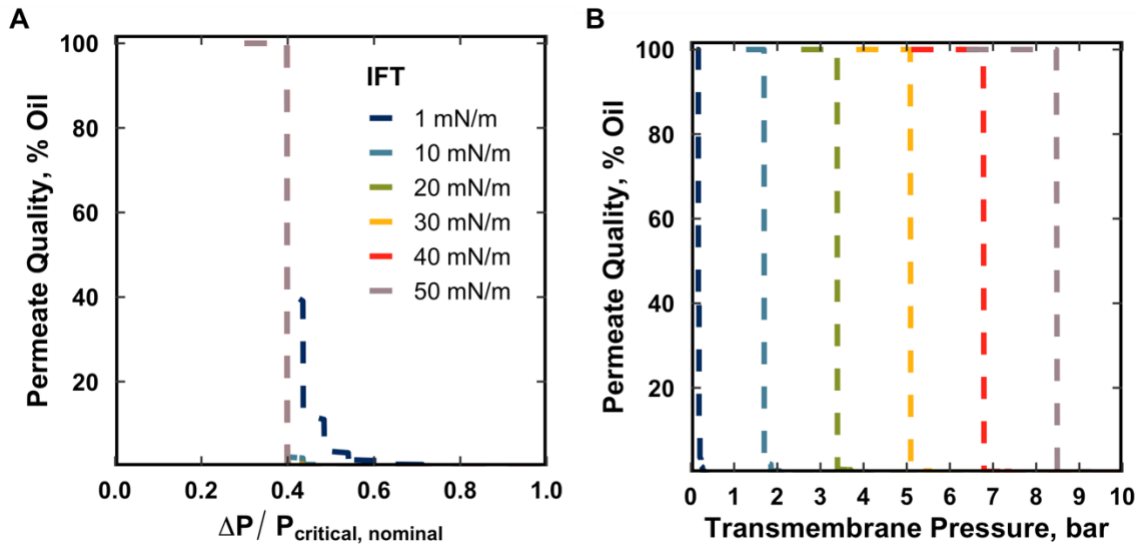 A
Permeate Quality, % Oil
100
80
60
40
20
0.0 0.2 0.4 0.6 0.8 1.0
ΔP/ Pcritical, nominal
IFT
1 mN/m
10 mN/m
20 mN/m
30 mN/m
40 mN/m
50 mN/m
B
Permeate Quality, % Oil
100
80
60
40
20
0 1 2 3 4 5 6 7 8 9 10
Transmembrane Pressure, bar